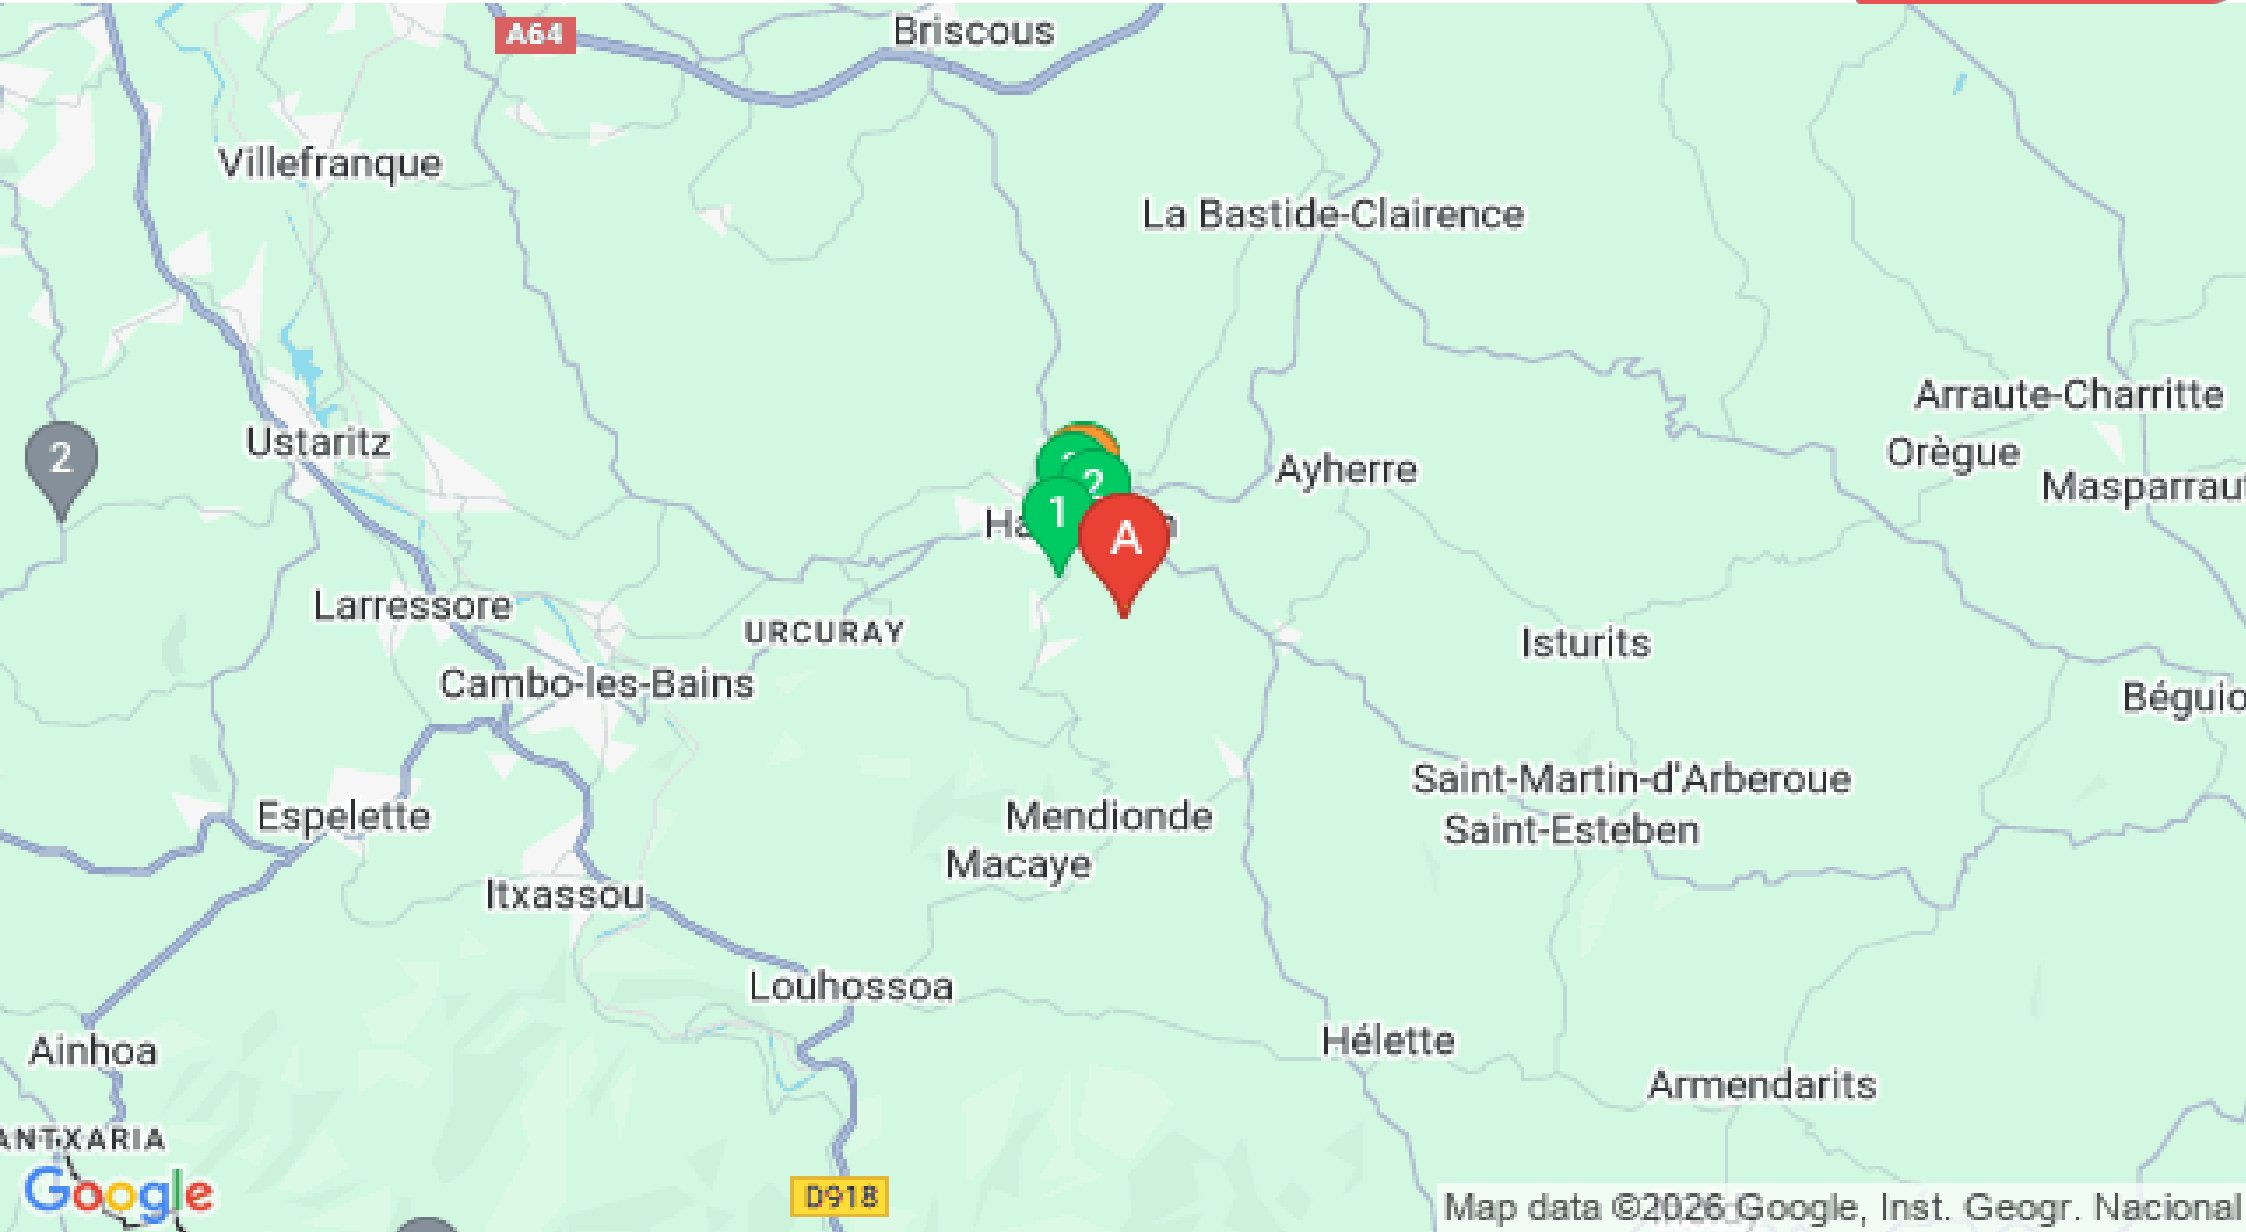 A64
Briscous
Villefranque
La Bastide-Clairence
Arraute-Charritte
Ustaritz
2
Orègue
Ayherre
Masparraut
2
1
A
Larressore
URCURAY
Isturits
Cambo-les-Bains
Béguio
Saint-Martin-d'Arberoue
Espelette
Mendionde
Saint-Esteben
Macaye
Itxassou
Louhossoa
Hélette
Ainhoa
Armendarits
ANTXARIA
Google
D918
Map data ©2026 Google, Inst. Geogr. Nacional